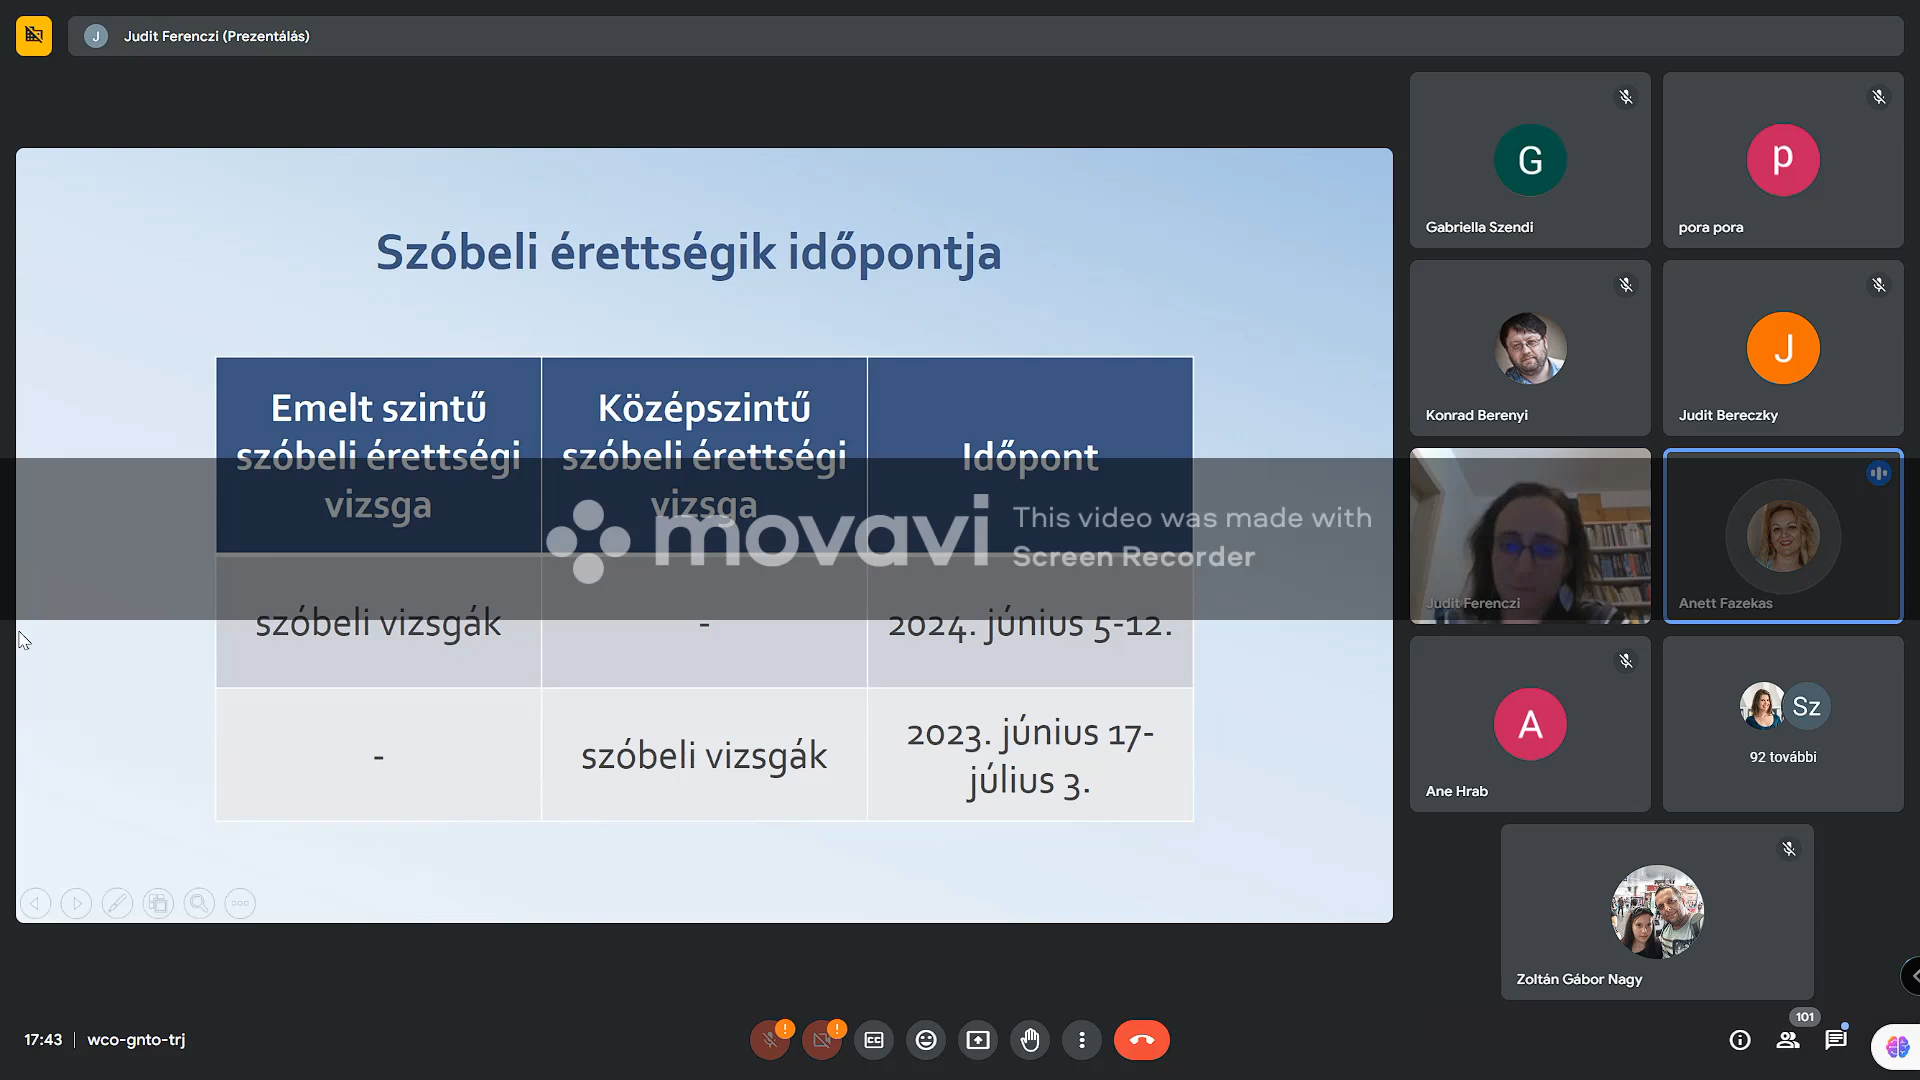 J Judit Ferenczi (Prezentálás)
Szóbeli érettségik időpontja
Emelt szintű
szóbeli érettségi
vizsga
Középszintű
szóbeli érettségi
vizsga
Időpont
szóbeli vizsgák
-
2024. június 5-12.
-
szóbeli vizsgák
2023. június 17-
július 3.
movavi
This video was made with
Screen Recorder
G
Gabriella Szendi
p
pora pora
Konrad Berenyi
J
Judit Bereczky
Judit Ferenczi
Anett Fazekas
A
Ane Hrab
Sz
92 további
Zoltán Gábor Nagy
17:43 | wco-gnto-trj
CC
101